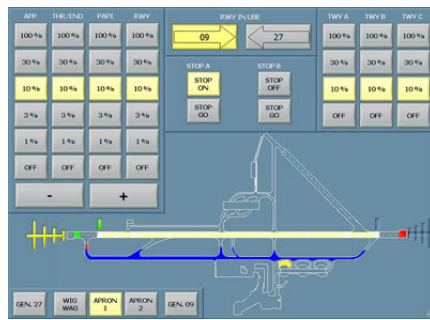 APP THR/END PAPI RWY RWY IN USE TWY A TWY B TWY C
100 % 100 % 100 % 100 % 09 27 100 % 100 % 100 %
30 % 30 % 30 % 30 % STOP A STOP B 30 % 30 % 30 %
10 % 10 % 10 % 10 % STOP ON STOP OFF 10 % 10 % 10 %
3 % 3 % 3 % 3 % STOP GO STOP GO OFF OFF OFF
1 % 1 % 1 % 1 %
OFF OFF OFF OFF
- +
GEN. 27 WIG WAG APRON 1 APRON 2 GEN. 09